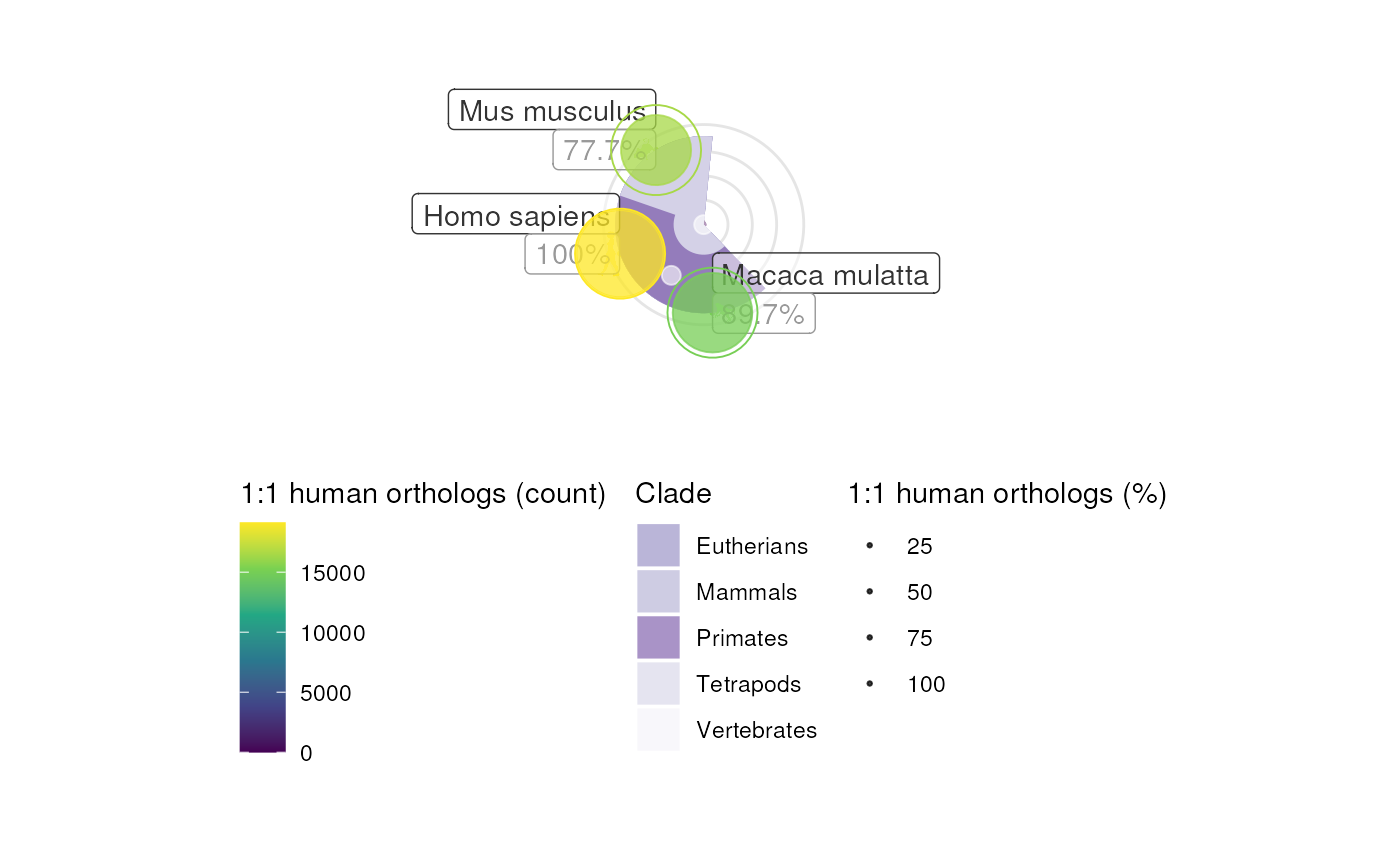 Mus musculus
77.7%
Homo sapiens
100%
Macaca mulatta
89.7%
1:1 human orthologs (count)
15000
10000
5000
0
Clade
Eutherians
Mammals
Primates
Tetrapods
Vertebrates
1:1 human orthologs (%)
25
50
75
100